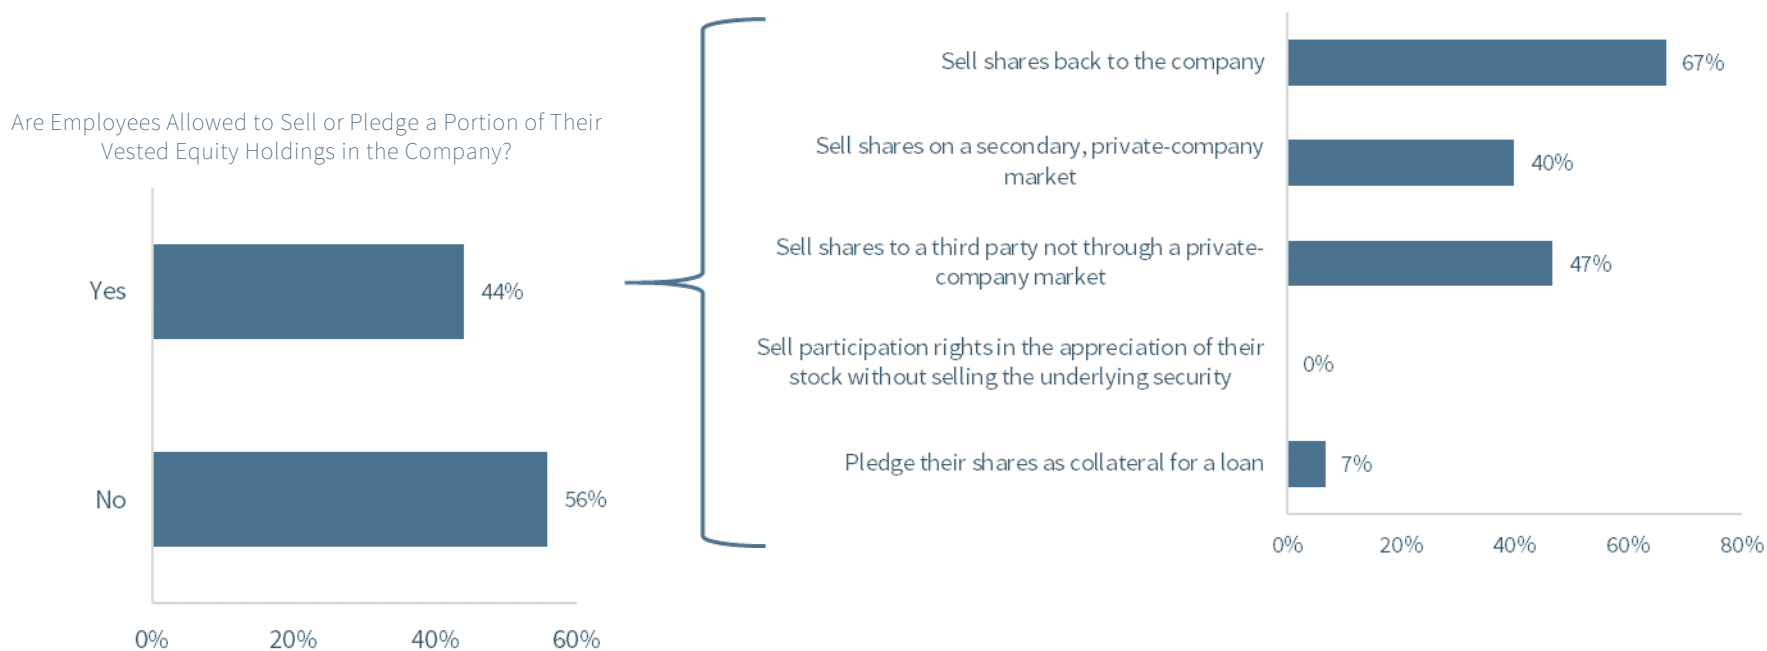 Are Employees Allowed to Sell or Pledge a Portion of Their
Vested Equity Holdings in the Company?
Yes
44%
No
56%
0%
20%
40%
60%
Sell shares back to the company
67%
Sell shares on a secondary, private-company
market
40%
Sell shares to a third party not through a private-
company market
47%
Sell participation rights in the appreciation of their
stock without selling the underlying security
0%
Pledge their shares as collateral for a loan
7%
0%
20%
40%
60%
80%